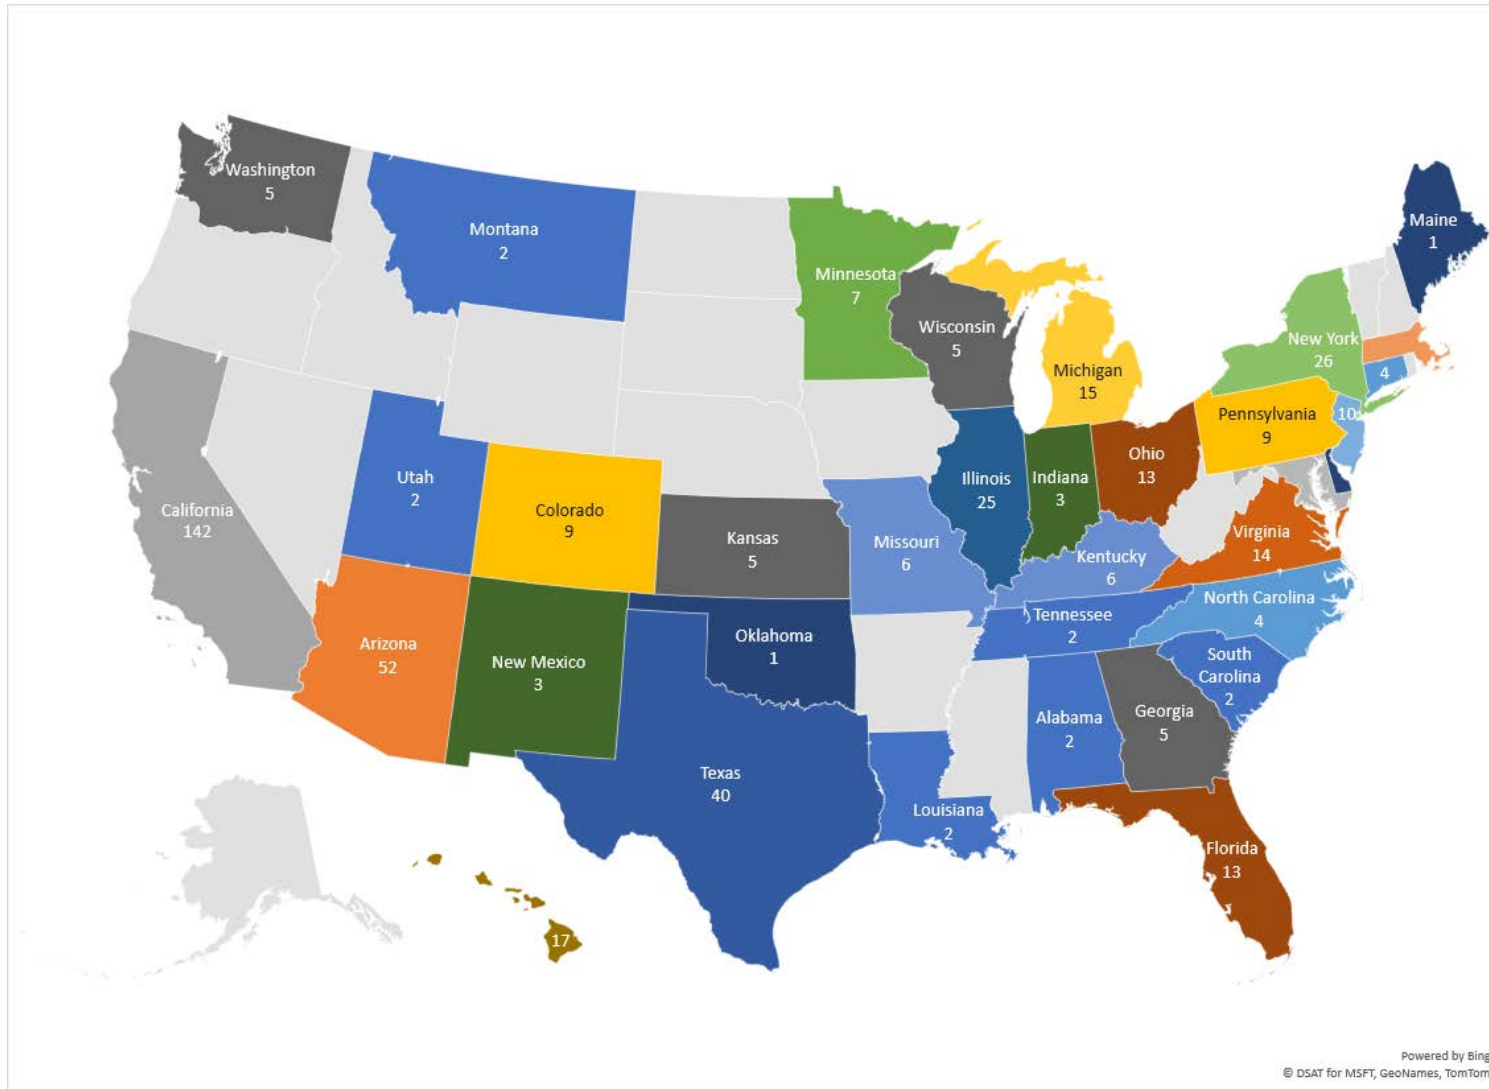 Washington
5
Montana
2
Minnesota
7
Wisconsin
5
Michigan
15
Maine
1
New York
26
4
10
Pennsylvania
9
Ohio
13
Indiana
3
Illinois
25
California
142
Utah
2
Colorado
9
Kansas
5
Missouri
6
Kentucky
6
Virginia
14
North Carolina
4
Tennessee
2
South
Carolina
2
Arizona
52
New Mexico
3
Oklahoma
1
Texas
40
Louisiana
2
Alabama
2
Georgia
5
Florida
13
17
Powered by Bing
© DSAT for MSFT, GeoNames, TomTom